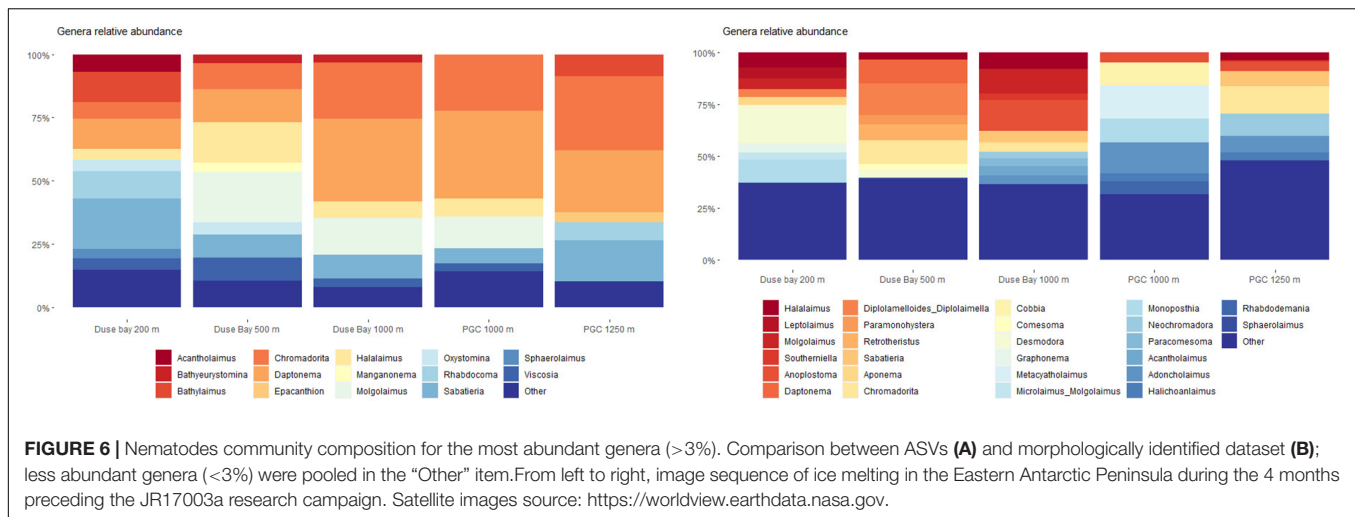 Genera relative abundance
100%
75%
50%
25%
0%
Duse bay 200 m Duse Bay 500 m Duse Bay 1000 m PGC 1000 m PGC 1250 m
Acantholaimus Chromadorita Halalaimus Oxystomina Sphaerolaimus
Bathyeurystomina Daptonema Manganonema Rhabdocoma Viscosia
Bathylaimus Epacanthion Molgolaimus Sabatieria Other
Genera relative abundance
100%
75%
50%
25%
0%
Duse bay 200 m Duse Bay 500 m Duse Bay 1000 m PGC 1000 m PGC 1250 m
Halalaimus Diplolamelloides_Diplolaimella Cobbia Monoposthia Rhabdodemania
Leptolaimus Paramonohystera Comesoma Neochromadora Sphaerolaimus
Molgolaimus Retrotheristus Desmodora Paracomesoma Other
Southerniella Sabatieria Graphonema Acantholaimus
Anoplostoma Aponema Metacyatholaimus Adoncholaimus
Daptonema Chromadorita Microlaimus_Molgolaimus Halichoanlaimus
FIGURE 6 | Nematodes community composition for the most abundant genera (>3%). Comparison between ASVs (A) and morphologically identified dataset (B);
less abundant genera (<3%) were pooled in the “Other” item.From left to right, image sequence of ice melting in the Eastern Antarctic Peninsula during the 4 months
preceding the JR17003a research campaign. Satellite images source: https://worldview.earthdata.nasa.gov.